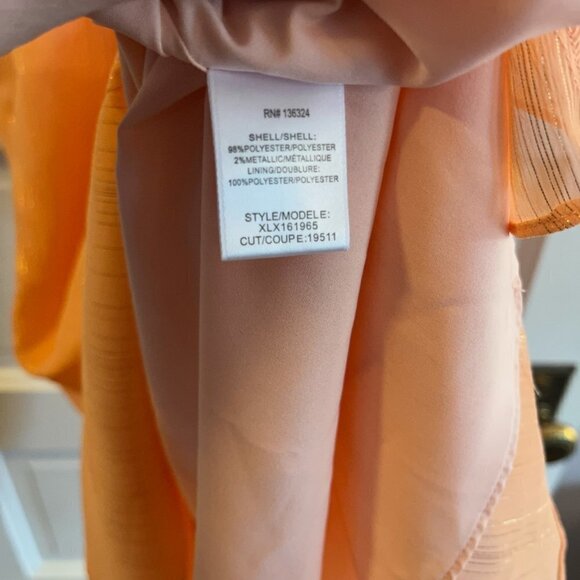 RN# 136324
SHELL/SHELL:
98%POLYESTER/POLYESTER
2%METALLIC/MÉTALLIQUE
LINING/DOUBLURE:
100%POLYESTER/POLYESTER
STYLE/MODELE:
XLX161965
CUT/COUPE:19511